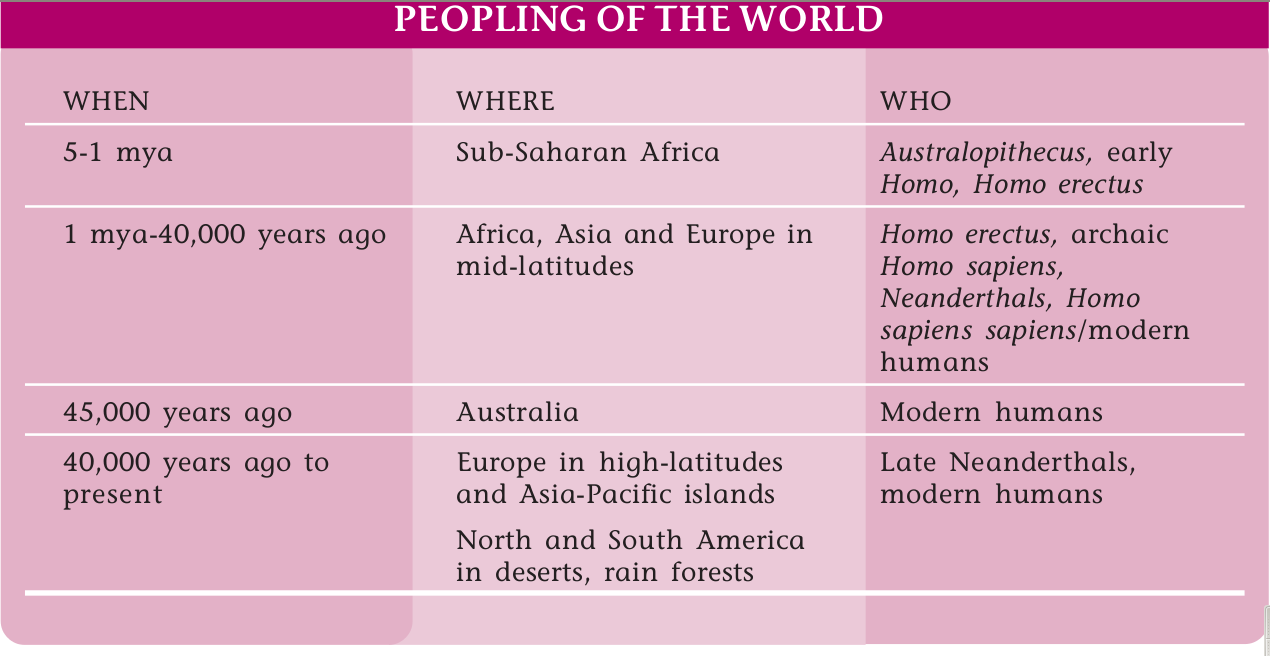 PEOPLING OF THE WORLD
WHEN WHERE WHO
5-1 mya Sub-Saharan Africa Australopithecus, early
Homo, Homo erectus
1 mya-40,000 years ago Africa, Asia and Europe in Homo erectus, archaic
mid-latitudes Homo sapiens,
Neanderthals, Homo
sapiens sapiens/modern
humans
45,000 years ago Australia Modern humans
40,000 years ago to Europe in high-latitudes Late Neanderthals,
present and Asia-Pacific islands modern humans
North and South America
in deserts, rain forests